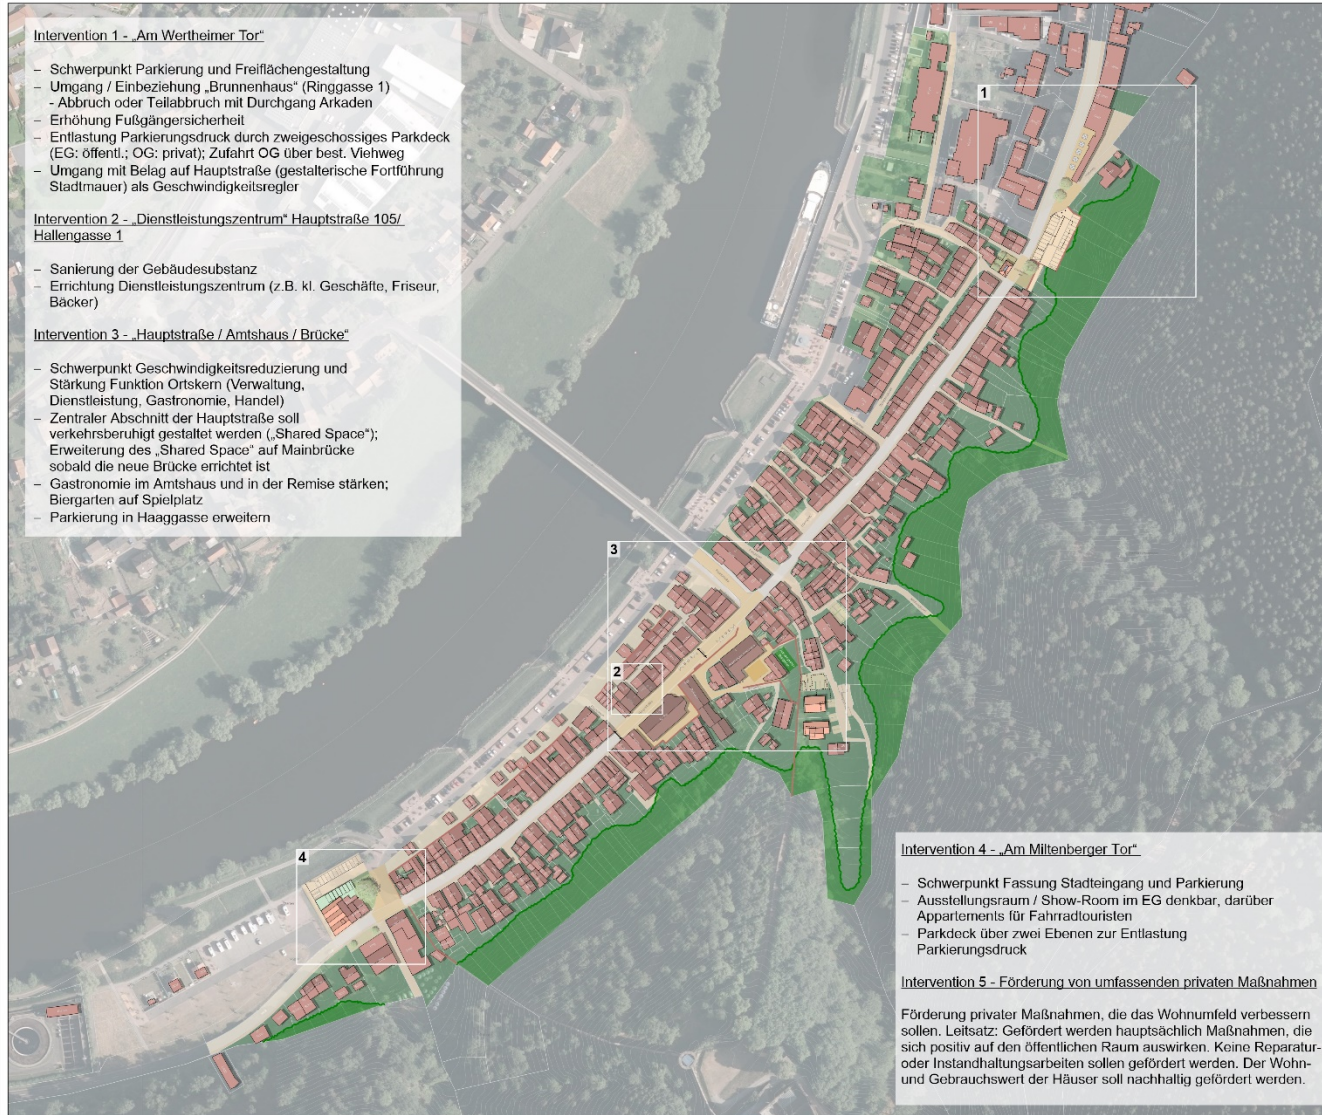 Intervention 1 - „Am Wertheimer Tor"
– Schwerpunkt Parkierung und Freiflächengestaltung
– Umgang / Einbeziehung „Brunnenhaus" (Ringgasse 1)
- Abbruch oder Teilabbruch mit Durchgang Arkaden
– Erhöhung Fußgängersicherheit
– Entlastung Parkierungsdruck durch zweigeschossiges Parkdeck
(EG: öffentl.; OG: privat); Zufahrt OG über best. Viehweg
– Umgang mit Belag auf Hauptstraße (gestalterische Fortführung
Stadtmauer) als Geschwindigkeitsregler
Intervention 2 - „Dienstleistungszentrum" Hauptstraße 105/
Hallengasse 1
– Sanierung der Gebäudesubstanz
– Errichtung Dienstleistungszentrum (z.B. kl. Geschäfte, Friseur,
Bäcker)
Intervention 3 - „Hauptstraße / Amtshaus / Brücke"
– Schwerpunkt Geschwindigkeitsreduzierung und
Stärkung Funktion Ortskern (Verwaltung,
Dienstleistung, Gastronomie, Handel)
– Zentraler Abschnitt der Hauptstraße soll
verkehrsberuhigt gestaltet werden („Shared Space");
Erweiterung des „Shared Space" auf Mainbrücke
sobald die neue Brücke errichtet ist
– Gastronomie im Amtshaus und in der Remise stärken;
Biergarten auf Spielplatz
– Parkierung in Haaggasse erweitern
1
3
2
4
Intervention 4 - „Am Miltenberger Tor"
– Schwerpunkt Fassung Stadteingang und Parkierung
– Ausstellungsraum / Show-Room im EG denkbar, darüber
Appartements für Fahrradtouristen
– Parkdeck über zwei Ebenen zur Entlastung
Parkierungsdruck
Intervention 5 - Förderung von umfassenden privaten Maßnahmen
Förderung privater Maßnahmen, die das Wohnumfeld verbessern
sollen. Leitsatz: Gefördert werden hauptsächlich Maßnahmen, die
sich positiv auf den öffentlichen Raum auswirken. Keine Reparatur-
oder Instandhaltungsarbeiten sollen gefördert werden. Der Wohn-
und Gebrauchswert der Häuser soll nachhaltig gefördert werden.